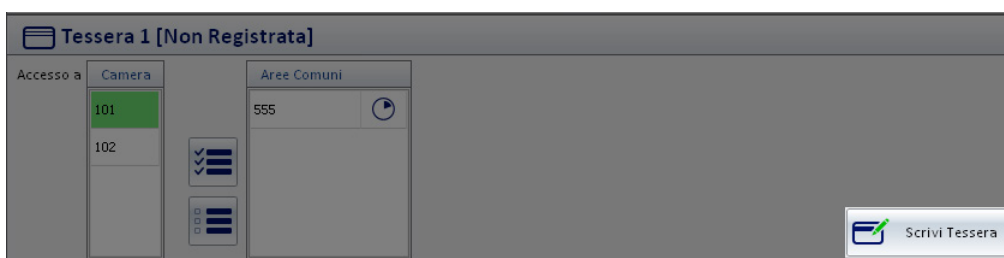 Tessera 1 [Non Registrata]
Accesso a Camera Aree Comuni
101 555
102
Scrivi Tessera